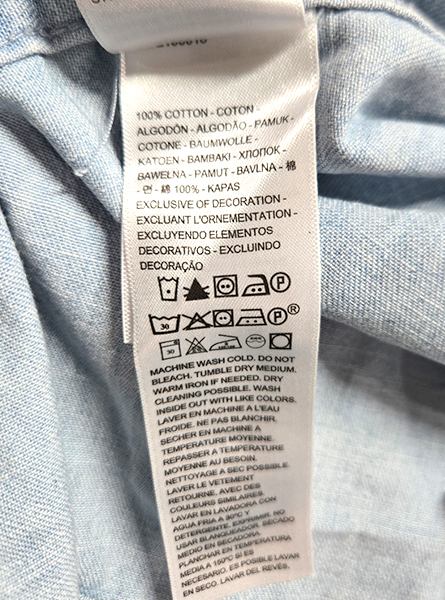 100% COTTON - COTON -
ALGODÓN - ALGODÃO - PAMUK -
COTONE - BAUMWOLLE -
KATOEN - BAMBAKI - ХЛОПОК -
BAWEŁNA - PAMUT - BAVLNA - 棉
- 면 - 綿 100% - KAPAS
EXCLUSIVE OF DECORATION -
EXCLUANT L'ORNEMENTATION -
EXCLUYENDO ELEMENTOS
DECORATIVOS - EXCLUINDO
DECORAÇÃO
P
30 P ®
30
MACHINE WASH COLD. DO NOT
BLEACH. TUMBLE DRY MEDIUM.
WARM IRON IF NEEDED. DRY
CLEANING POSSIBLE. WASH
INSIDE OUT WITH LIKE COLORS.
LAVER EN MACHINE A L'EAU
FROIDE. NE PAS BLANCHIR.
SECHER EN MACHINE A
TEMPERATURE MOYENNE.
REPASSER A TEMPERATURE
MOYENNE AU BESOIN.
NETTOYAGE A SEC POSSIBLE.
LAVER LE VETEMENT
RETOURNE, AVEC DES
COULEURS SIMILAIRES.
LAVAR EN LAVADORA CON
AGUA FRIA A 30ºC Y
DETERGENTE. EXPRIMIR. NO
USAR BLANQUEADOR. SECADO
MEDIO EN SECADORA.
PLANCHAR EN TEMPERATURA
MEDIA A 150ºC SI ES
NECESARIO. ES POSIBLE LAVAR
EN SECO. LAVAR DEL REVÉS,